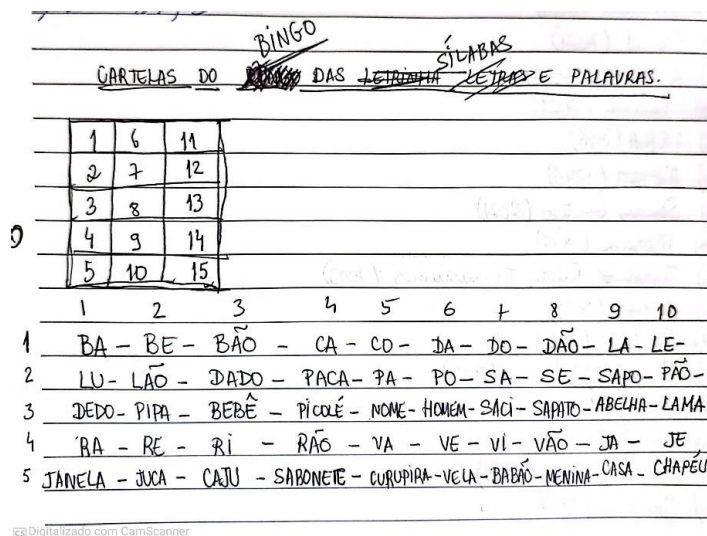 BINGO
SÍLABAS
CARTELAS DO DAS LETRINHA LETRAS E PALAVRAS.
1 6 11
2 7 12
3 8 13
4 9 14
5 10 15
1 2 3 4 5 6 7 8 9 10
1 BA - BE - BÃO - CA - CO - DA - DO - DÃO - LA - LE-
2 LU - LÃO - DADO - PACA - PA - PO - SA - SE - SAPO - PÃO-
3 DEDO - PIPA - BEBÊ - PICOLÉ - NOME - HOMEM - SACI - SAPATO - ABELHA - LAMA
4 RA - RE - RI - RÃO - VA - VE - VI - VÃO - JA - JE
5 JANELA - JUCA - CAJU - SABONETE - CURUPIRA - VELA - BABÃO - MENINA - CASA - CHAPÉU
CS Digitalizado com CamScanner